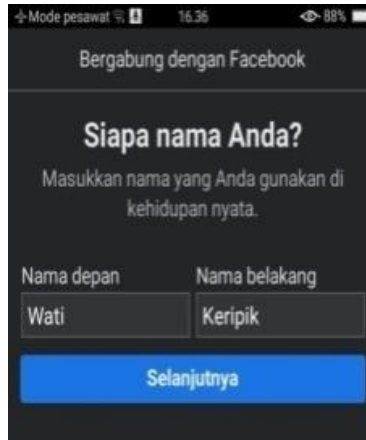 Mode pesawat 16.36 88%
Bergabung dengan Facebook
Siapa nama Anda?
Masukkan nama yang Anda gunakan di
kehidupan nyata.
Nama depan Nama belakang
Wati Keripik
Selanjutnya